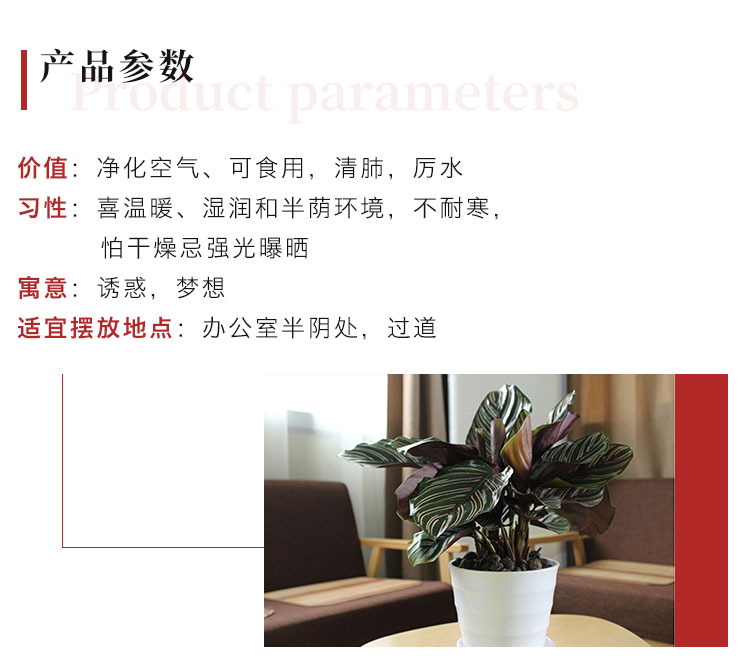 产品参数
Product parameters
价值：净化空气、可食用，清肺，厉水
习性：喜温暖、湿润和半荫环境，不耐寒，
怕干燥忌强光曝晒
寓意：诱惑，梦想
适宜摆放地点：办公室半阴处，过道